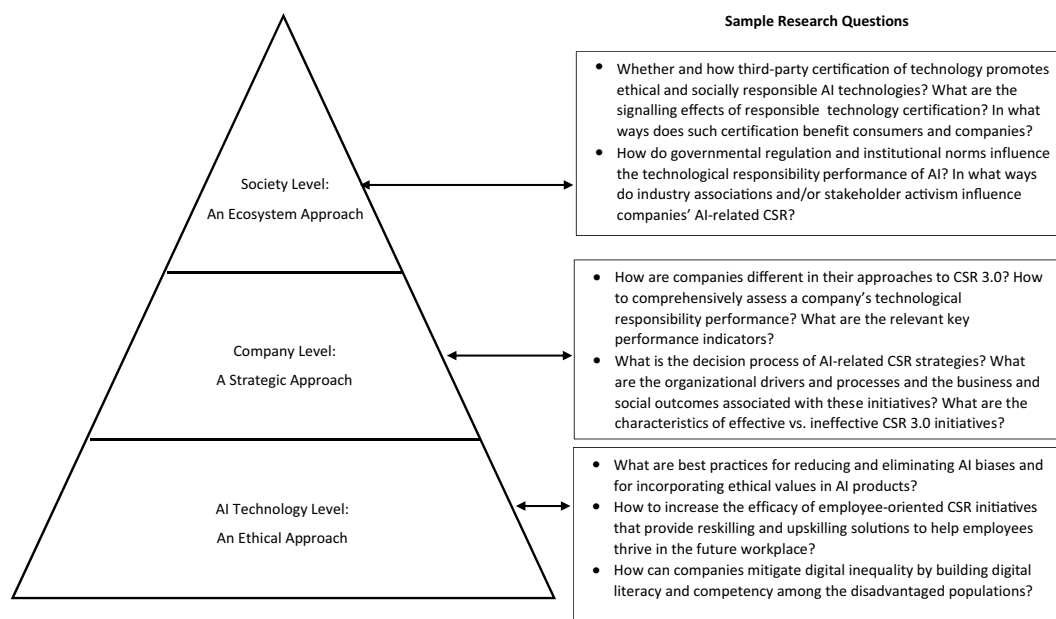 Sample Research Questions
• Whether and how third-party certification of technology promotes
ethical and socially responsible AI technologies? What are the
signalling effects of responsible technology certification? In what
ways does such certification benefit consumers and companies?
• How do governmental regulation and institutional norms influence
the technological responsibility performance of AI? In what ways
do industry associations and/or stakeholder activism influence
companies’ AI-related CSR?
Society Level:
An Ecosystem Approach
• How are companies different in their approaches to CSR 3.0? How
to comprehensively assess a company’s technological
responsibility performance? What are the relevant key
performance indicators?
• What is the decision process of AI-related CSR strategies? What
are the organizational drivers and processes and the business and
social outcomes associated with these initiatives? What are the
characteristics of effective vs. ineffective CSR 3.0 initiatives?
Company Level:
A Strategic Approach
• What are best practices for reducing and eliminating AI biases and
for incorporating ethical values in AI products?
• How to increase the efficacy of employee-oriented CSR initiatives
that provide reskilling and upskilling solutions to help employees
thrive in the future workplace?
• How can companies mitigate digital inequality by building digital
literacy and competency among the disadvantaged populations?
AI Technology Level:
An Ethical Approach